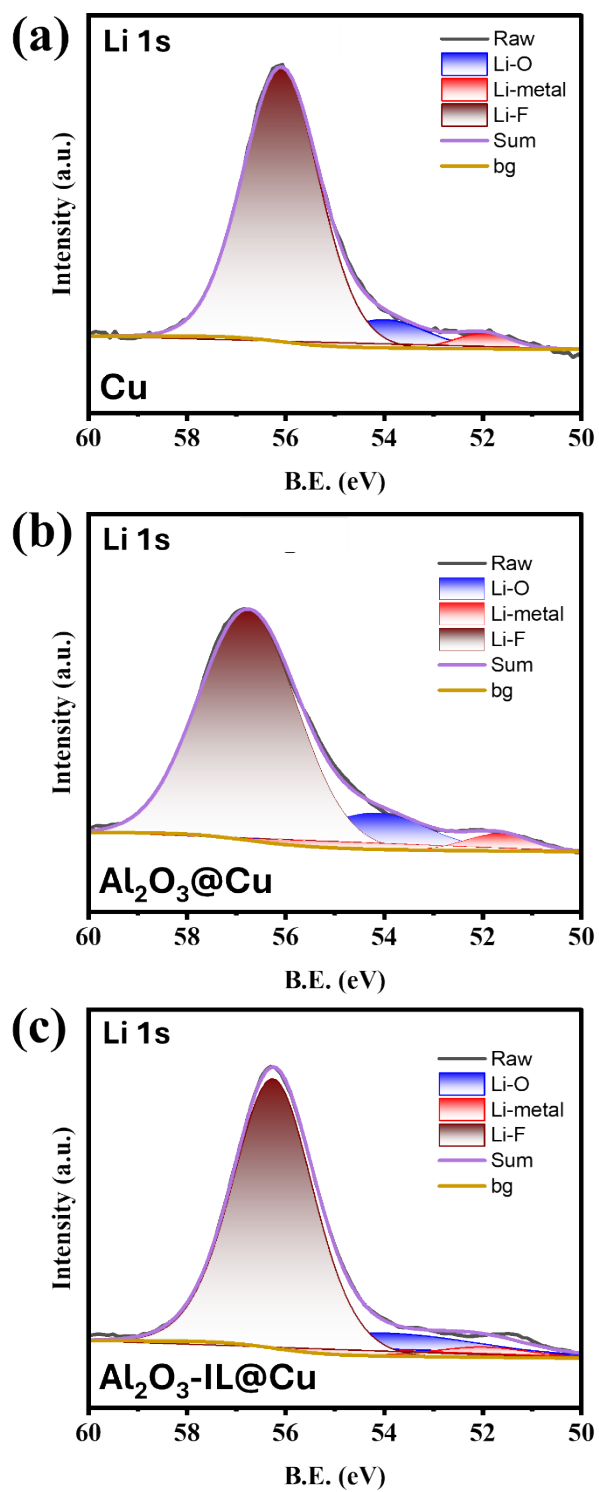 (a)
Li 1s
Raw
Li-O
Li-metal
Li-F
Sum
bg
Intensity (a.u.)
Cu
60 58 56 54 52 50
B.E. (eV)
(b)
Li 1s
Raw
Li-O
Li-metal
Li-F
Sum
bg
Intensity (a.u.)
Al₂O₃@Cu
60 58 56 54 52 50
B.E. (eV)
(c)
Li 1s
Raw
Li-O
Li-metal
Li-F
Sum
bg
Intensity (a.u.)
Al₂O₃-IL@Cu
60 58 56 54 52 50
B.E. (eV)